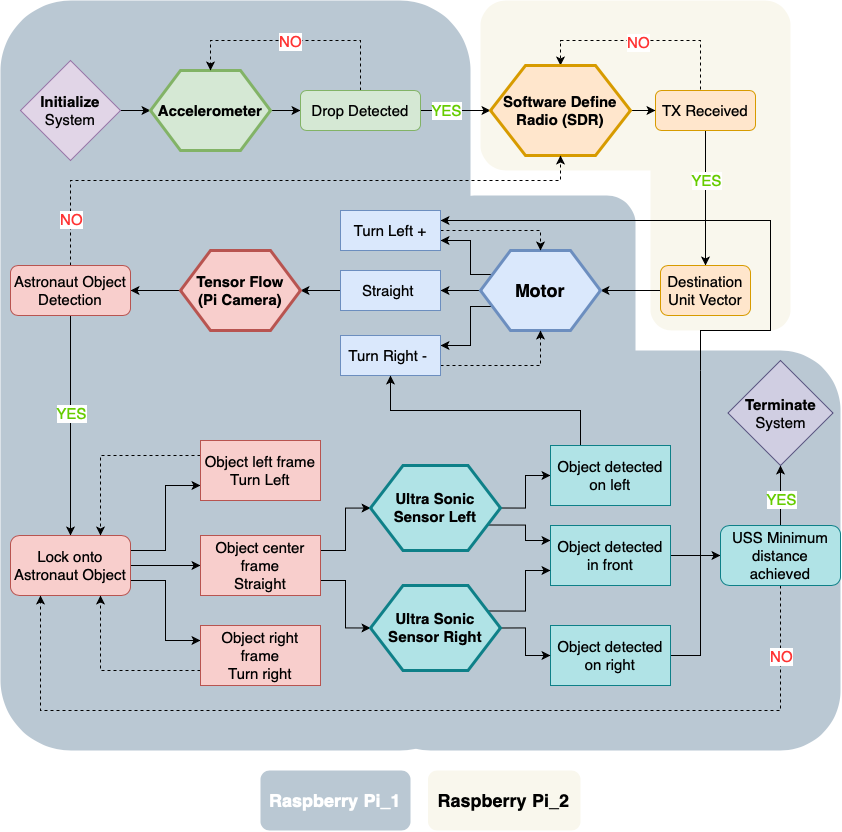 NO
NO
Initialize
System
Accelerometer
Drop Detected
YES
Software Define
Radio (SDR)
TX Received
YES
NO
Turn Left +
Astronaut Object
Detection
Tensor Flow
(Pi Camera)
Straight
Motor
Destination
Unit Vector
Turn Right -
YES
Terminate
System
Object left frame
Turn Left
Ultra Sonic
Sensor Left
Object detected
on left
YES
Lock onto
Astronaut Object
Object center
frame
Straight
Object detected
in front
USS Minimum
distance
achieved
Object right
frame
Turn right
Ultra Sonic
Sensor Right
Object detected
on right
NO
Raspberry Pi_1
Raspberry Pi_2